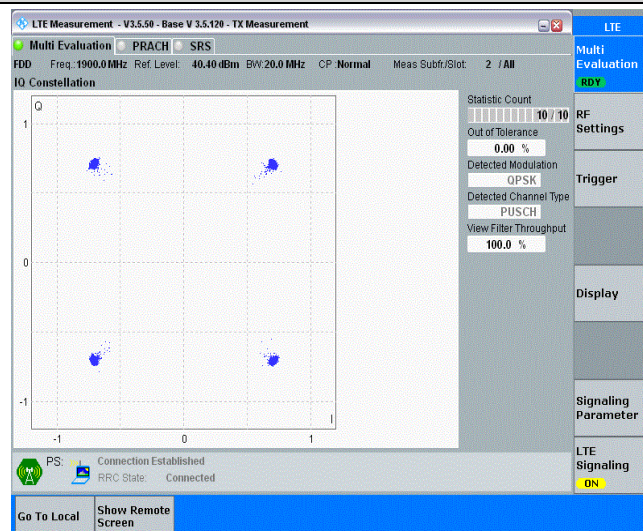 LTE Measurement - V3.5.50 - Base V 3.5.120 - TX Measurement
LTE
Multi Evaluation PRACH SRS
FDD Freq.:1900.0 MHz Ref. Level: 40.40 dBm BW:20.0 MHz CP :Normal Meas Subfr./Slot: 2 / All
IQ Constellation
Q
1
0
-1
-1 0 1
I
Statistic Count
10 / 10
Out of Tolerance
0.00 %
Detected Modulation
QPSK
Detected Channel Type
PUSCH
View Filter Throughput
100.0 %
PS: Connection Established
RRC State: Connected
Multi
Evaluation
RDY
RF
Settings
Trigger
Display
Signaling
Parameter
LTE
Signaling
ON
Go To Local
Show Remote
Screen